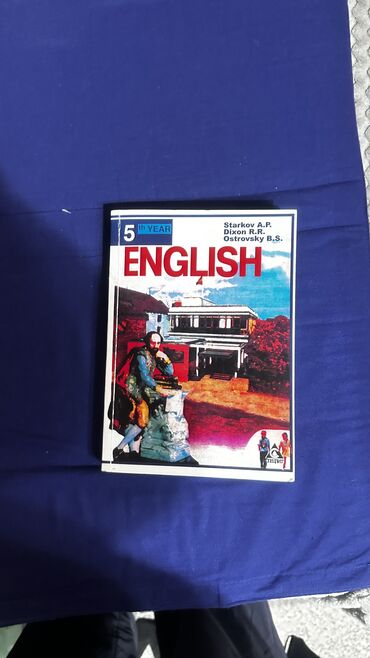 5th YEAR
Starkov A.P.
Dixon R.R.
Ostrovsky B.S.
ENGLISH